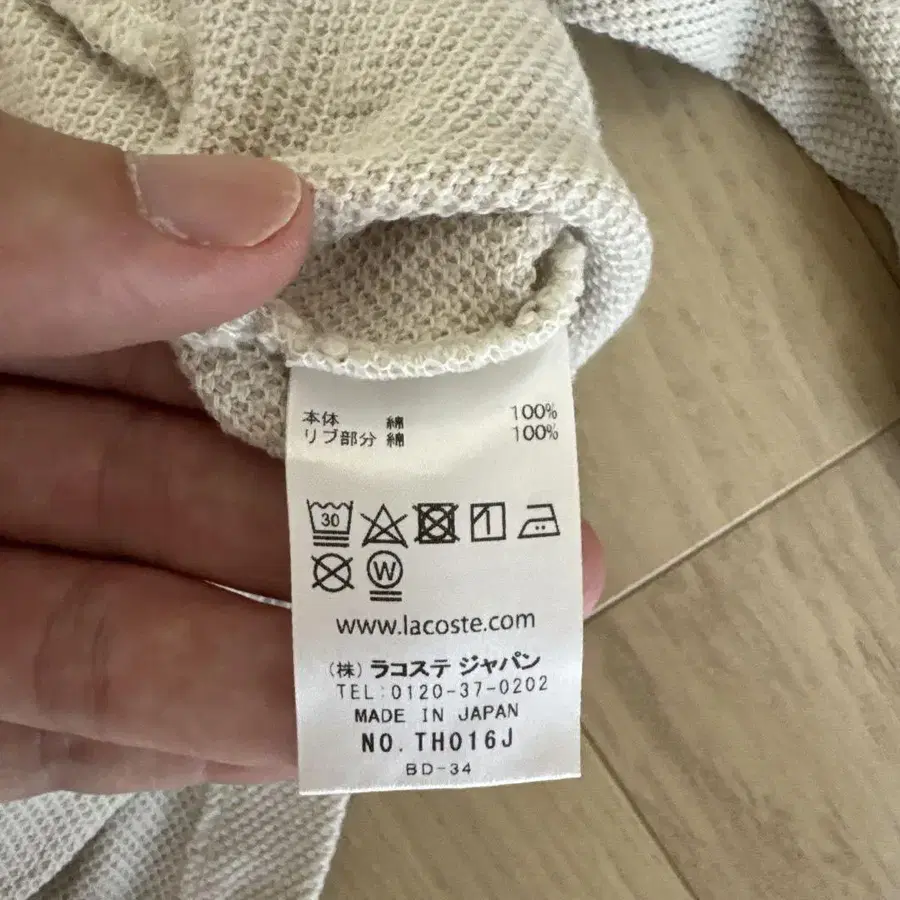 本体 綿 100%
リブ部分 綿 100%
30
W
www.lacoste.com
(株) ラコステ ジャパン
TEL:0120-37-0202
MADE IN JAPAN
NO. TH016J
BD-34